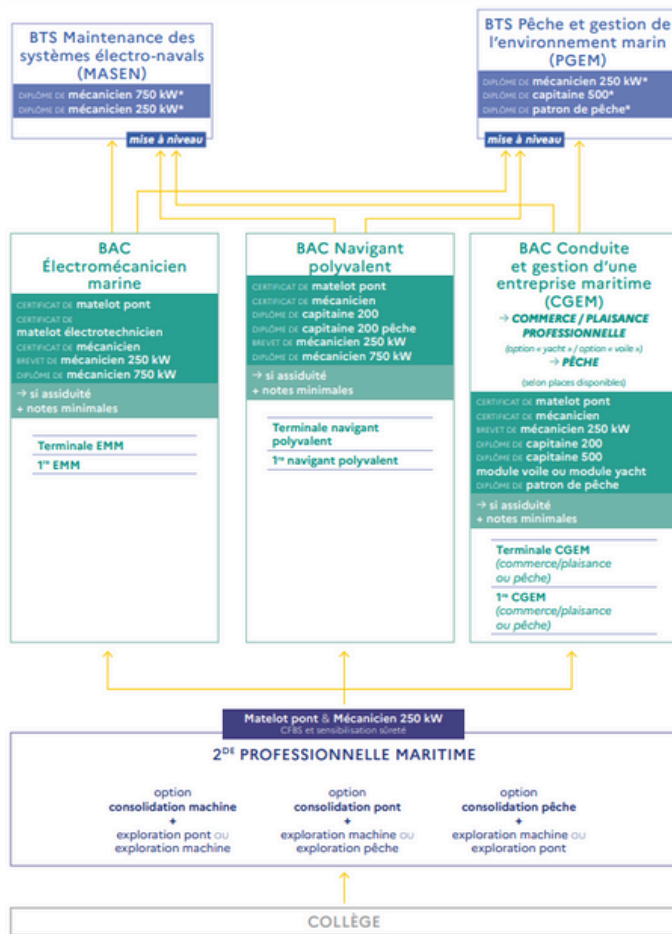 BTS Maintenance des
systèmes électro-navals
(MASEN)
DIPLÔME DE mécanicien 750 kW*
DIPLÔME DE mécanicien 250 kW*
mise à niveau
BTS Pêche et gestion de
l'environnement marin
(PGEM)
DIPLÔME DE mécanicien 250 kW*
DIPLÔME DE capitaine 500*
DIPLÔME DE patron de pêche*
mise à niveau
BAC
Électromécanicien
marine
CERTIFICAT DE matelot pont
CERTIFICAT DE
matelot électrotechnicien
CERTIFICAT DE mécanicien
BREVET DE mécanicien 250 kW
DIPLÔME DE mécanicien 750 kW
→ si assiduité
+ notes minimales
Terminale EMM
1re EMM
BAC Navigant
polyvalent
CERTIFICAT DE matelot pont
CERTIFICAT DE mécanicien
DIPLÔME DE capitaine 200
DIPLÔME DE capitaine 200 pêche
BREVET DE mécanicien 250 kW
DIPLÔME DE mécanicien 750 kW
→ si assiduité
+ notes minimales
Terminale navigant
polyvalent
1re navigant polyvalent
BAC Conduite
et gestion d'une
entreprise maritime
(CGEM)
→ COMMERCE / PLAISANCE
PROFESSIONNELLE
(option « yacht » / option « voile »)
→ PÊCHE
(selon places disponibles)
CERTIFICAT DE matelot pont
CERTIFICAT DE mécanicien
BREVET DE mécanicien 250 kW
DIPLÔME DE capitaine 200
DIPLÔME DE capitaine 500
module voile ou module yacht
DIPLÔME DE patron de pêche
→ si assiduité
+ notes minimales
Terminale CGEM
(commerce/plaisance
ou pêche)
1re CGEM
(commerce/plaisance
ou pêche)
Matelot pont & Mécanicien 250 kW
CFBS et sensibilisation sûreté
2DE PROFESSIONNELLE MARITIME
option
consolidation machine
+
exploration pont ou
exploration machine
option
consolidation pont
+
exploration machine ou
exploration pêche
option
consolidation pêche
+
exploration machine ou
exploration pont
COLLÈGE